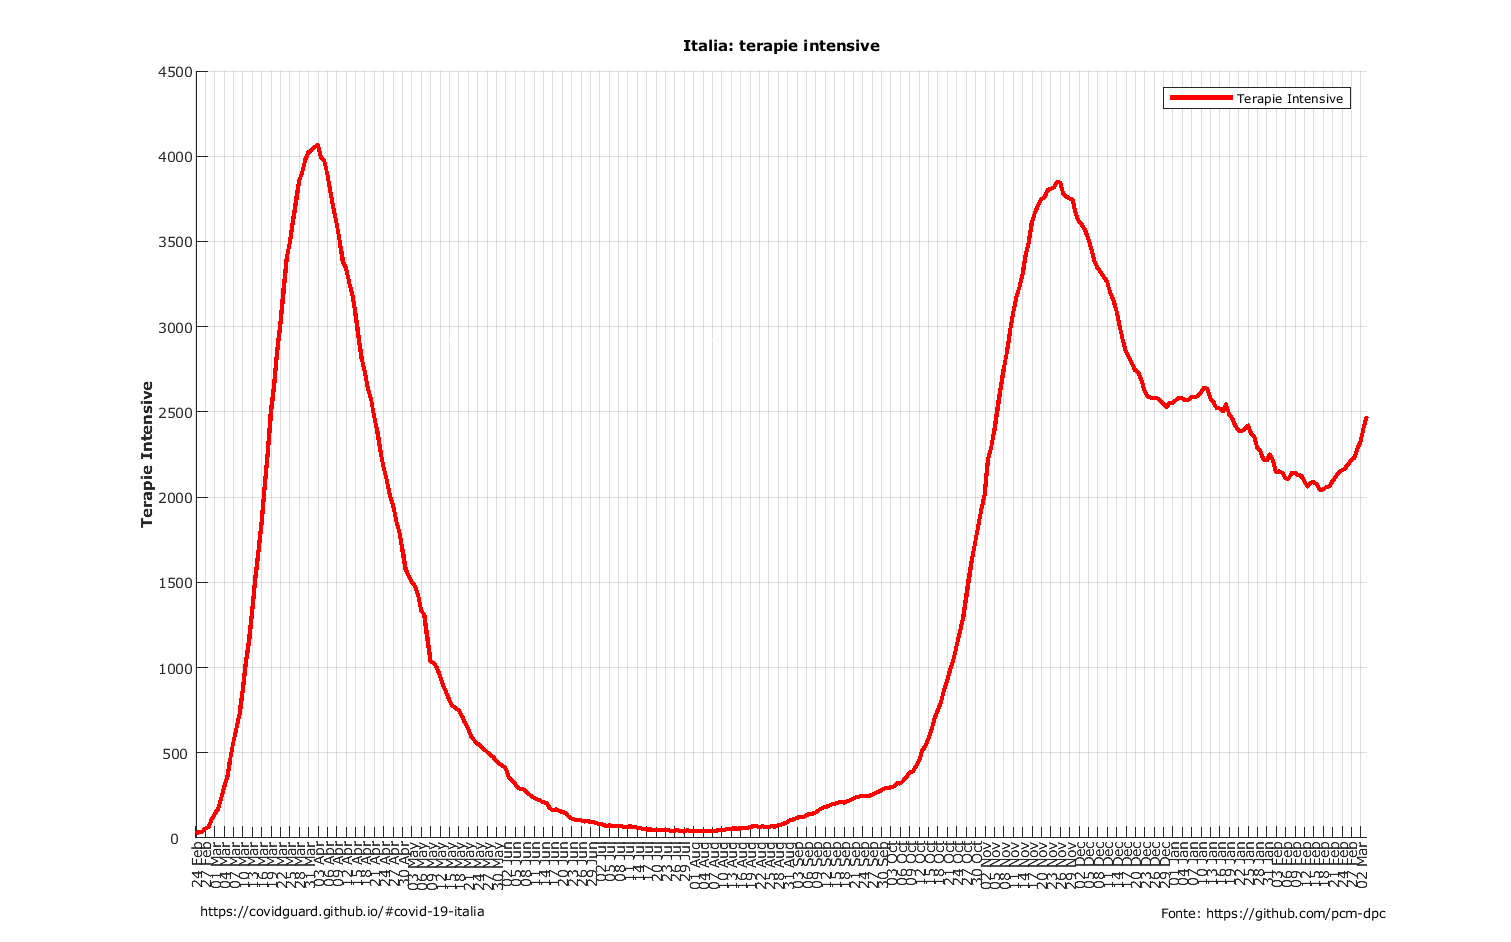 Italia: terapie intensive
4500
4000
3500
3000
2500
2000
1500
1000
500
0
Terapie Intensive
Terapie Intensive
24 Feb
27 Feb
01 Mar
04 Mar
07 Mar
10 Mar
13 Mar
16 Mar
19 Mar
22 Mar
25 Mar
28 Mar
31 Mar
03 Apr
06 Apr
09 Apr
12 Apr
15 Apr
18 Apr
21 Apr
24 Apr
27 Apr
30 Apr
03 May
06 May
09 May
12 May
15 May
18 May
21 May
24 May
27 May
30 May
02 Jun
05 Jun
08 Jun
11 Jun
14 Jun
17 Jun
20 Jun
23 Jun
26 Jun
29 Jun
02 Jul
05 Jul
08 Jul
11 Jul
14 Jul
17 Jul
20 Jul
23 Jul
26 Jul
29 Jul
01 Aug
04 Aug
07 Aug
10 Aug
13 Aug
16 Aug
19 Aug
22 Aug
25 Aug
28 Aug
31 Aug
03 Sep
06 Sep
09 Sep
12 Sep
15 Sep
18 Sep
21 Sep
24 Sep
27 Sep
30 Sep
03 Oct
06 Oct
09 Oct
12 Oct
15 Oct
18 Oct
21 Oct
24 Oct
27 Oct
30 Oct
02 Nov
05 Nov
08 Nov
11 Nov
14 Nov
17 Nov
20 Nov
23 Nov
26 Nov
29 Nov
02 Dec
05 Dec
08 Dec
11 Dec
14 Dec
17 Dec
20 Dec
23 Dec
26 Dec
29 Dec
01 Jan
04 Jan
07 Jan
10 Jan
13 Jan
16 Jan
19 Jan
22 Jan
25 Jan
28 Jan
31 Jan
03 Feb
06 Feb
09 Feb
12 Feb
15 Feb
18 Feb
21 Feb
24 Feb
27 Feb
02 Mar
https://covidguard.github.io/#covid-19-italia
Fonte: https://github.com/pcm-dpc